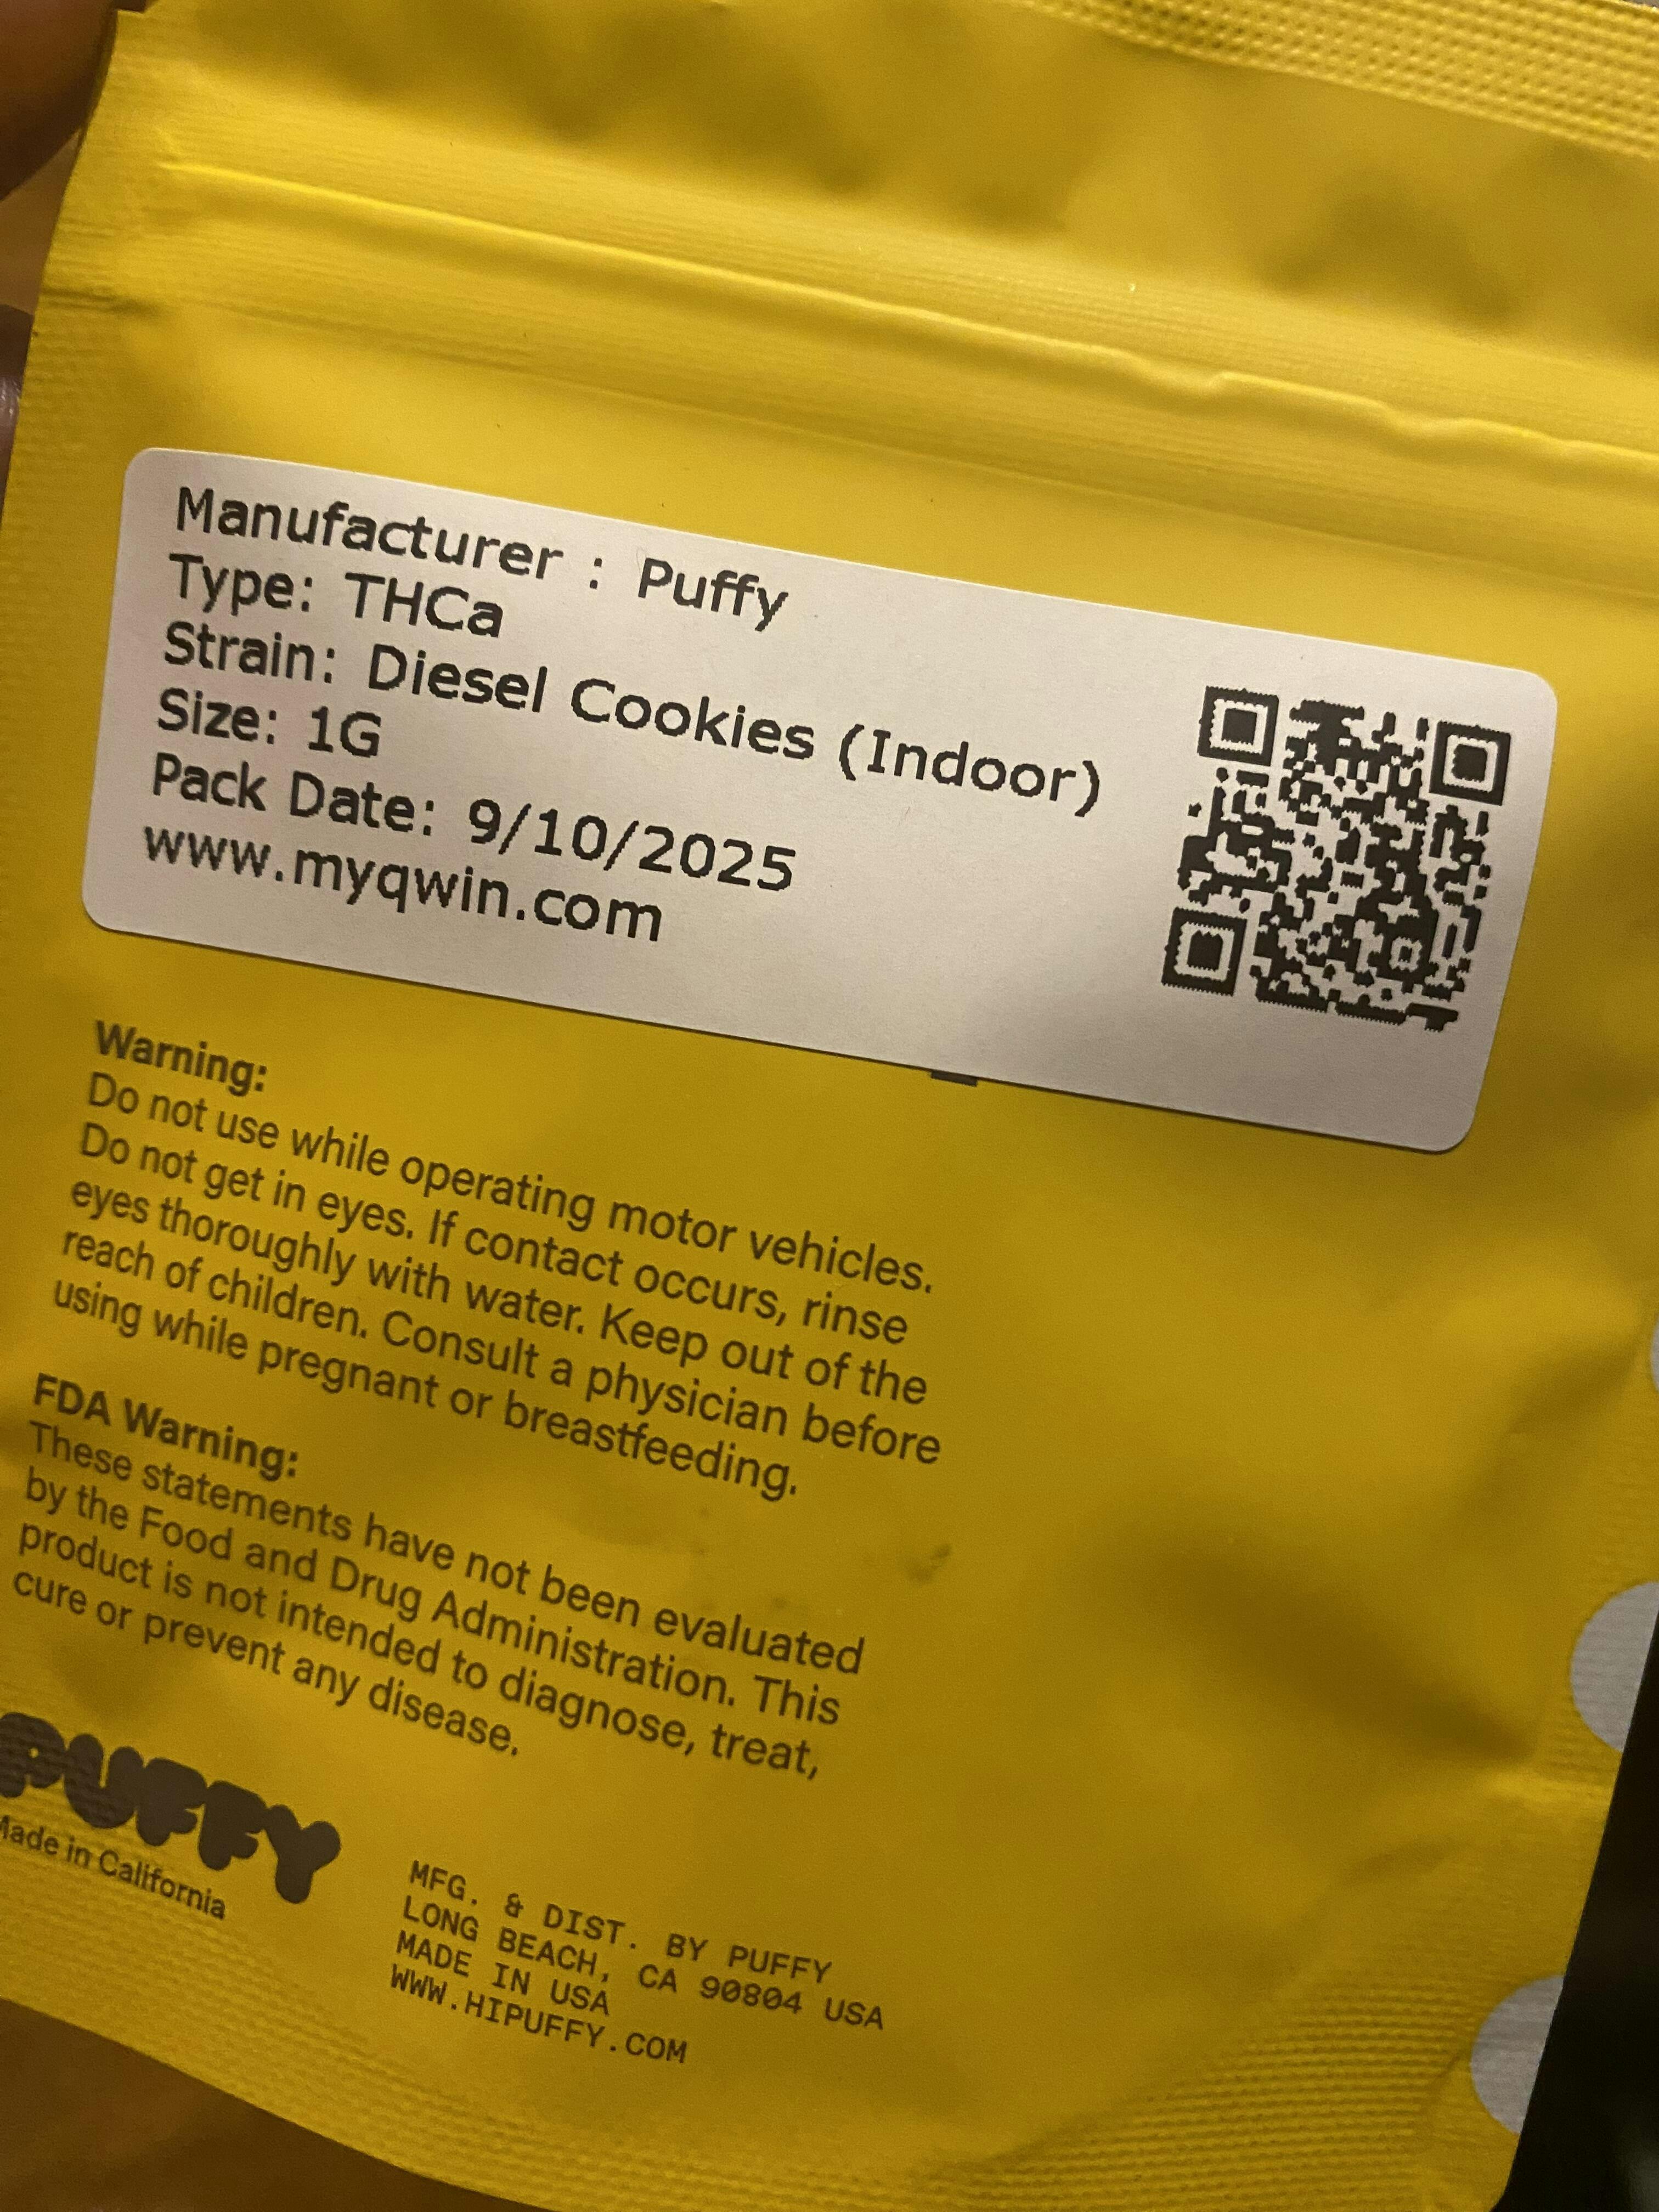 Manufacturer : Puffy
Type: THCa
Strain: Diesel Cookies (Indoor)
Size: 1G
Pack Date: 9/10/2025
www.myqwin.com
Warning:
Do not use while operating motor vehicles.
Do not get in eyes. If contact occurs, rinse
eyes thoroughly with water. Keep out of the
reach of children. Consult a physician before
using while pregnant or breastfeeding.
FDA Warning:
These statements have not been evaluated
by the Food and Drug Administration. This
product is not intended to diagnose, treat,
cure or prevent any disease.
PUFFY
Made in California
MFG. & DIST. BY PUFFY
LONG BEACH, CA 90804 USA
MADE IN USA
WWW.HIPUFFY.COM